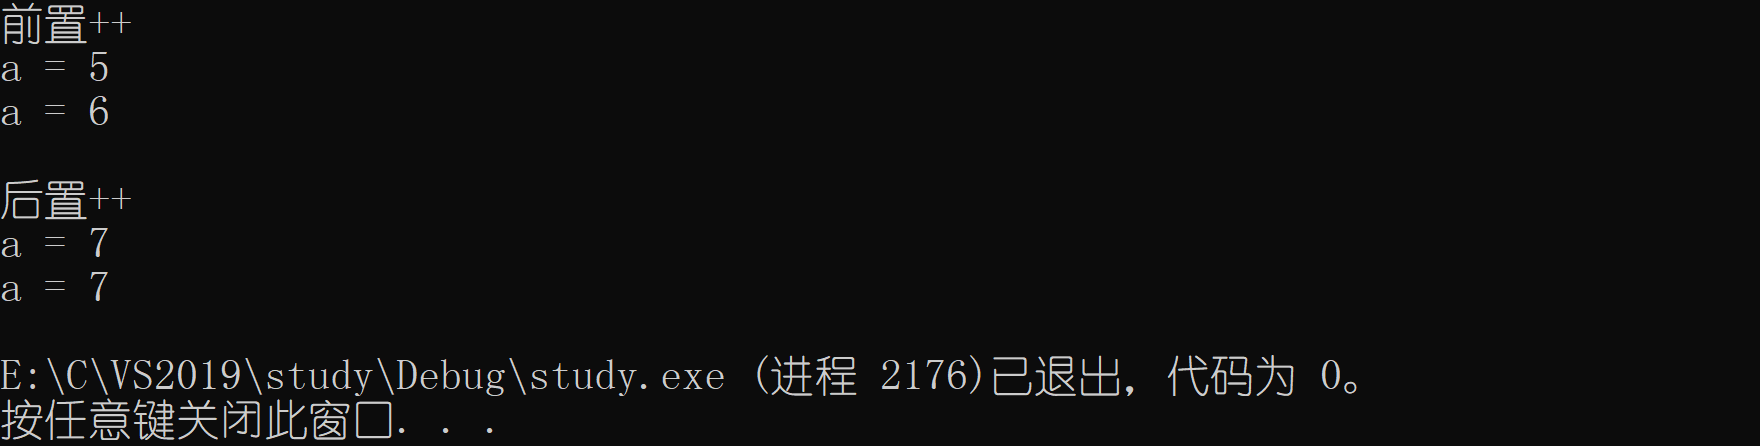 前置++
a = 5
a = 6
后置++
a = 7
a = 7
E:\C\VS2019\study\Debug\study.exe (进程 2176)已退出，代码为 0。
按任意键关闭此窗口. . .